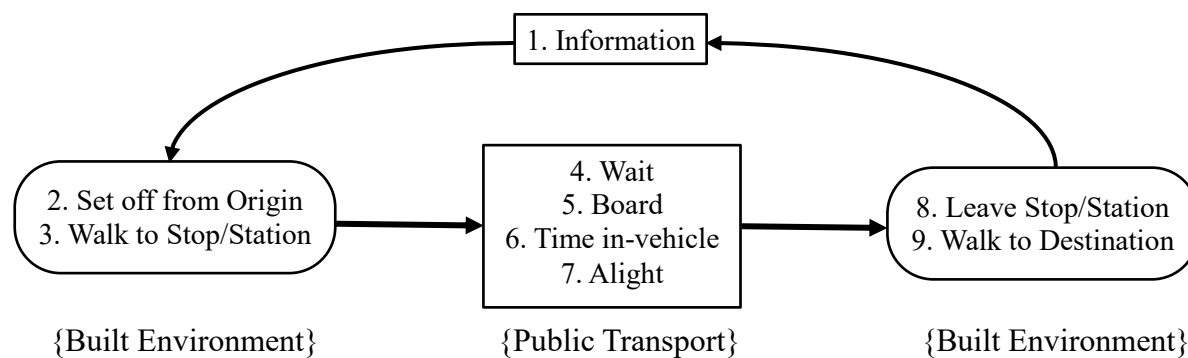 1. Information
2. Set off from Origin
3. Walk to Stop/Station
4. Wait
5. Board
6. Time in-vehicle
7. Alight
8. Leave Stop/Station
9. Walk to Destination
{Built Environment}
{Public Transport}
{Built Environment}